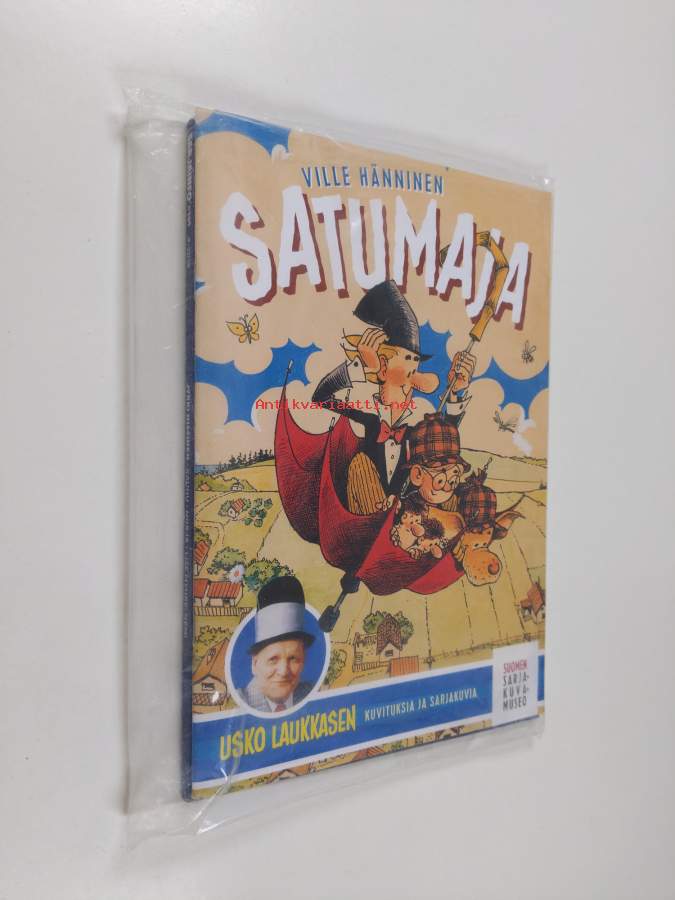 VILLE HÄNNINEN
SATUMAJA
Antikvariaatti.net
USKO LAUKKASEN
KUVITUKSIA JA SARJAKUVIA
SUOMEN
SARJA-
KUVA-
MUSEO